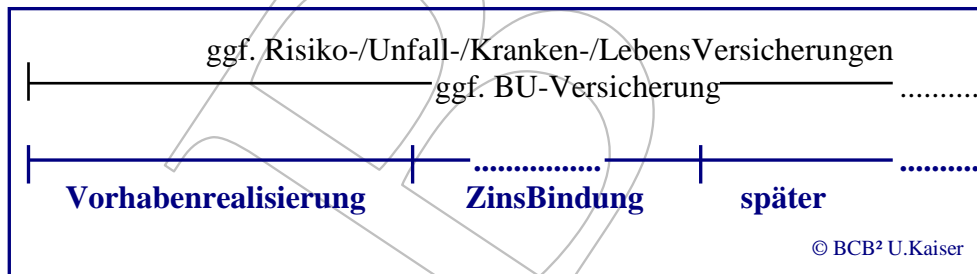 ggf. Risiko-/Unfall-/Kranken-/LebensVersicherungen
ggf. BU-Versicherung ..........
............... ..........
Vorhabenrealisierung ZinsBindung später
© BCB² U.Kaiser